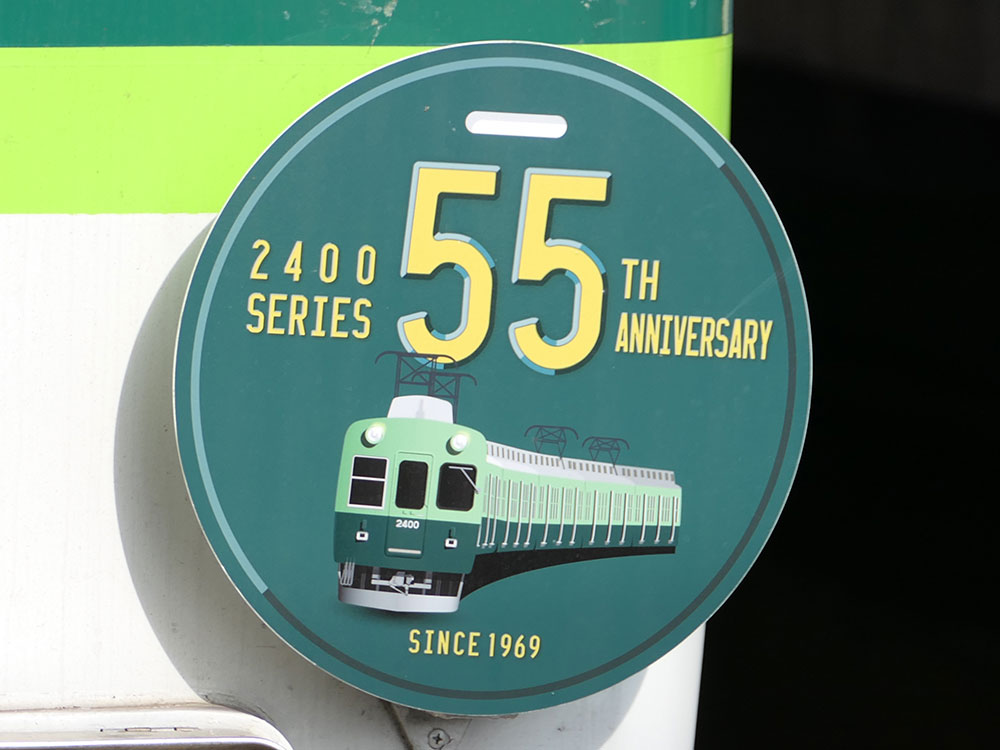 55
2400 TH
SERIES ANNIVERSARY
2400
SINCE 1969